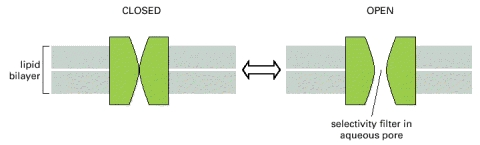 CLOSED
OPEN
lipid
bilayer
selectivity filter in
aqueous pore